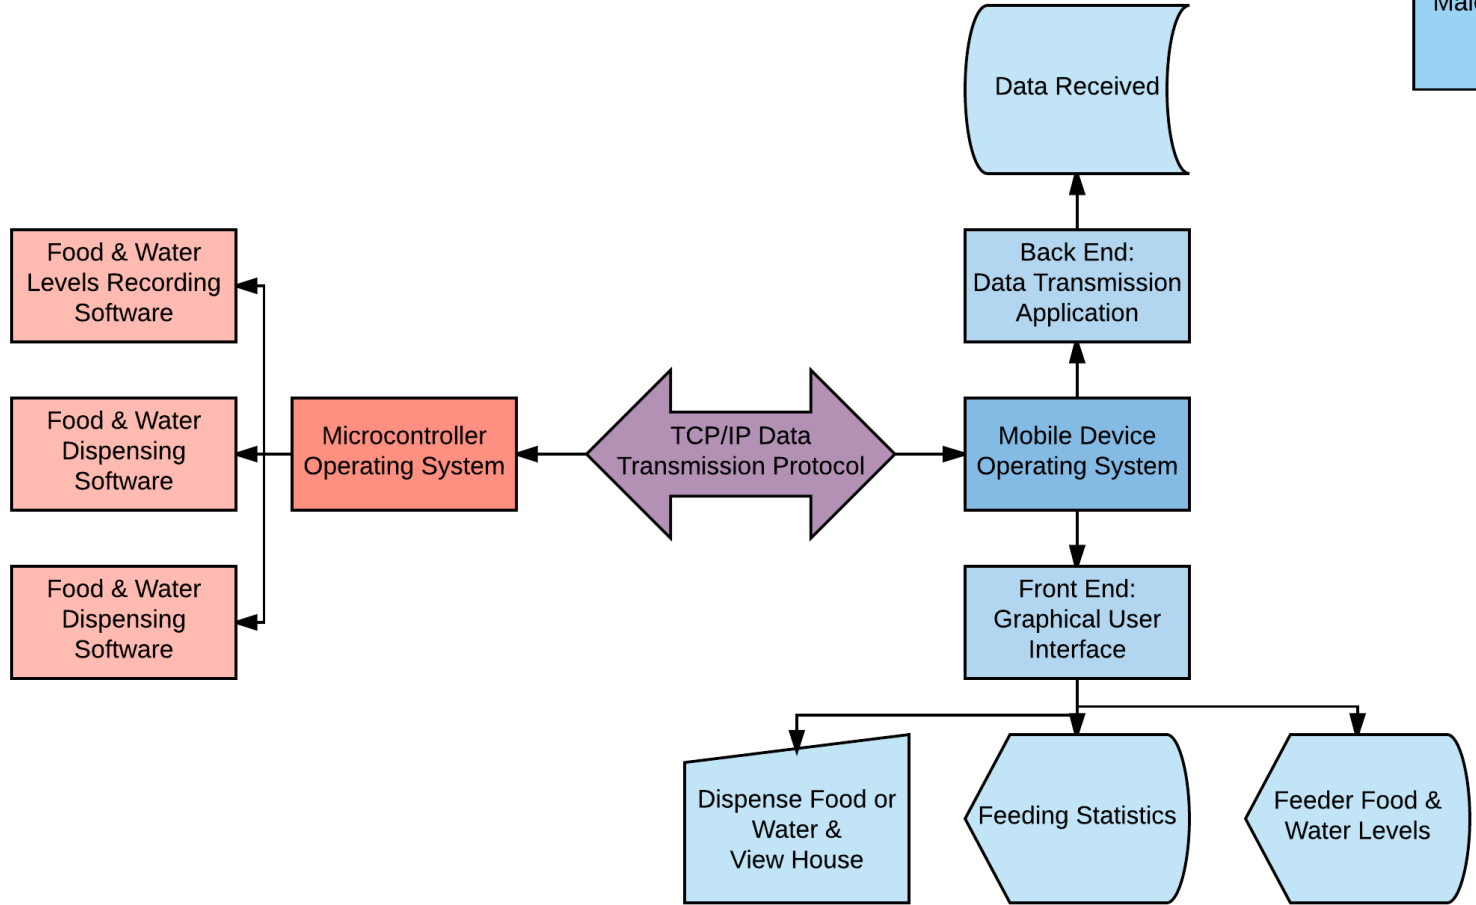 Data Received
Food & Water
Levels Recording
Software
Back End:
Data Transmission
Application
Food & Water
Dispensing
Software
Microcontroller
Operating System
TCP/IP Data
Transmission Protocol
Mobile Device
Operating System
Food & Water
Dispensing
Software
Front End:
Graphical User
Interface
Dispense Food or
Water &
View House
Feeding Statistics
Feeder Food &
Water Levels